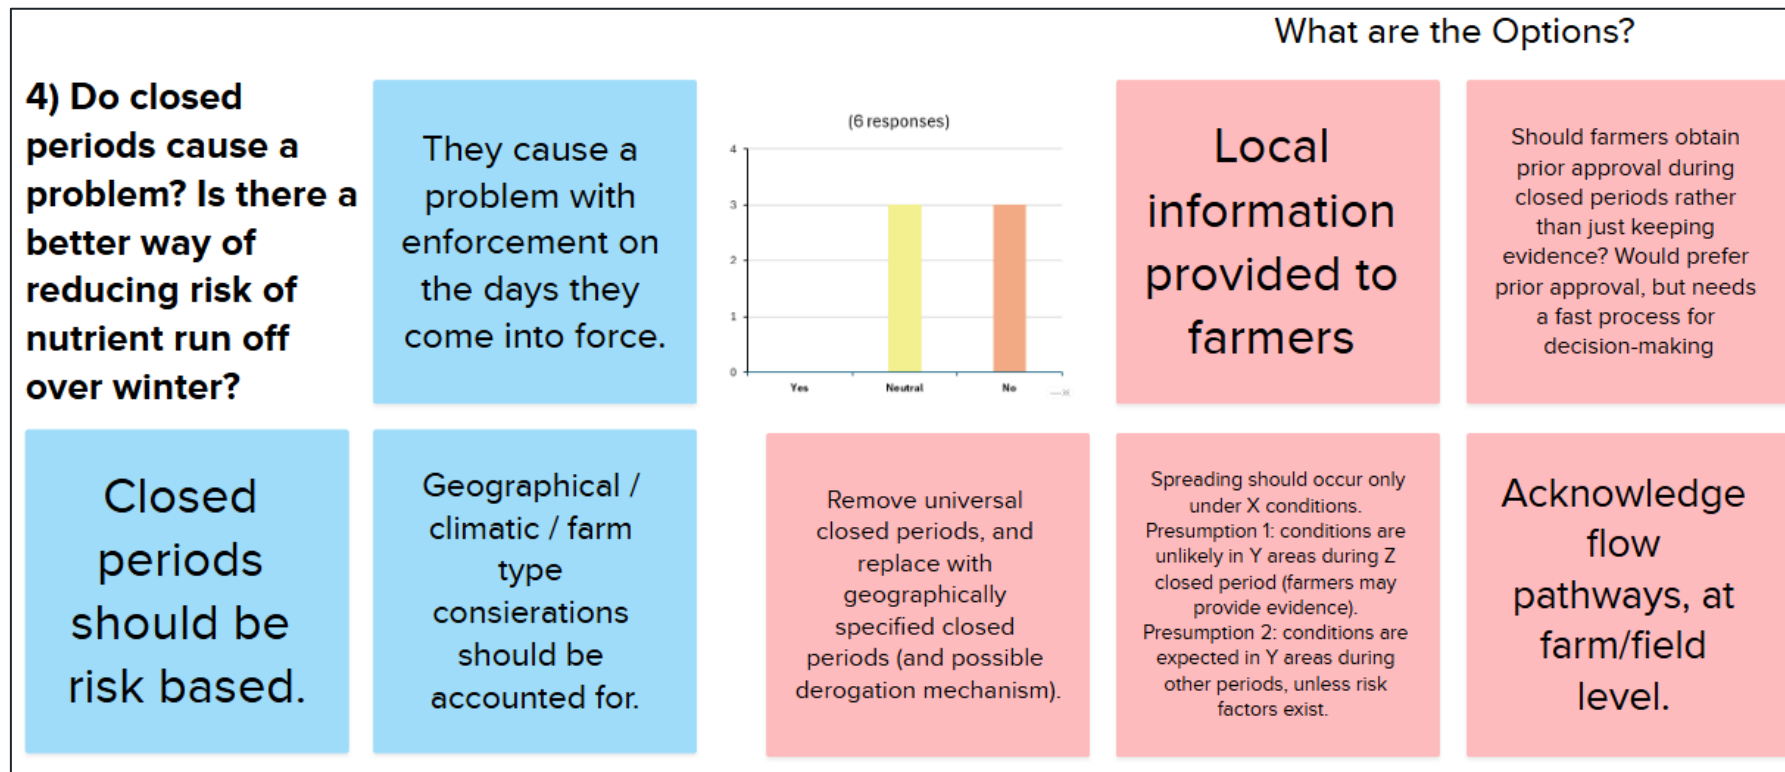 What are the Options?
4) Do closed
periods cause a
problem? Is there a
better way of
reducing risk of
nutrient run off
over winter?
They cause a
problem with
enforcement on
the days they
come into force.
(6 responses)
4
3
2
1
0
Yes Neutral No
Local
information
provided to
farmers
Should farmers obtain
prior approval during
closed periods rather
than just keeping
evidence? Would prefer
prior approval, but needs
a fast process for
decision-making
Closed
periods
should be
risk based.
Geographical /
climatic / farm
type
consierations
should be
accounted for.
Remove universal
closed periods, and
replace with
geographically
specified closed
periods (and possible
derogation mechanism).
Spreading should occur only
under X conditions.
Presumption 1: conditions are
unlikely in Y areas during Z
closed period (farmers may
provide evidence).
Presumption 2: conditions are
expected in Y areas during
other periods, unless risk
factors exist.
Acknowledge
flow
pathways, at
farm/field
level.